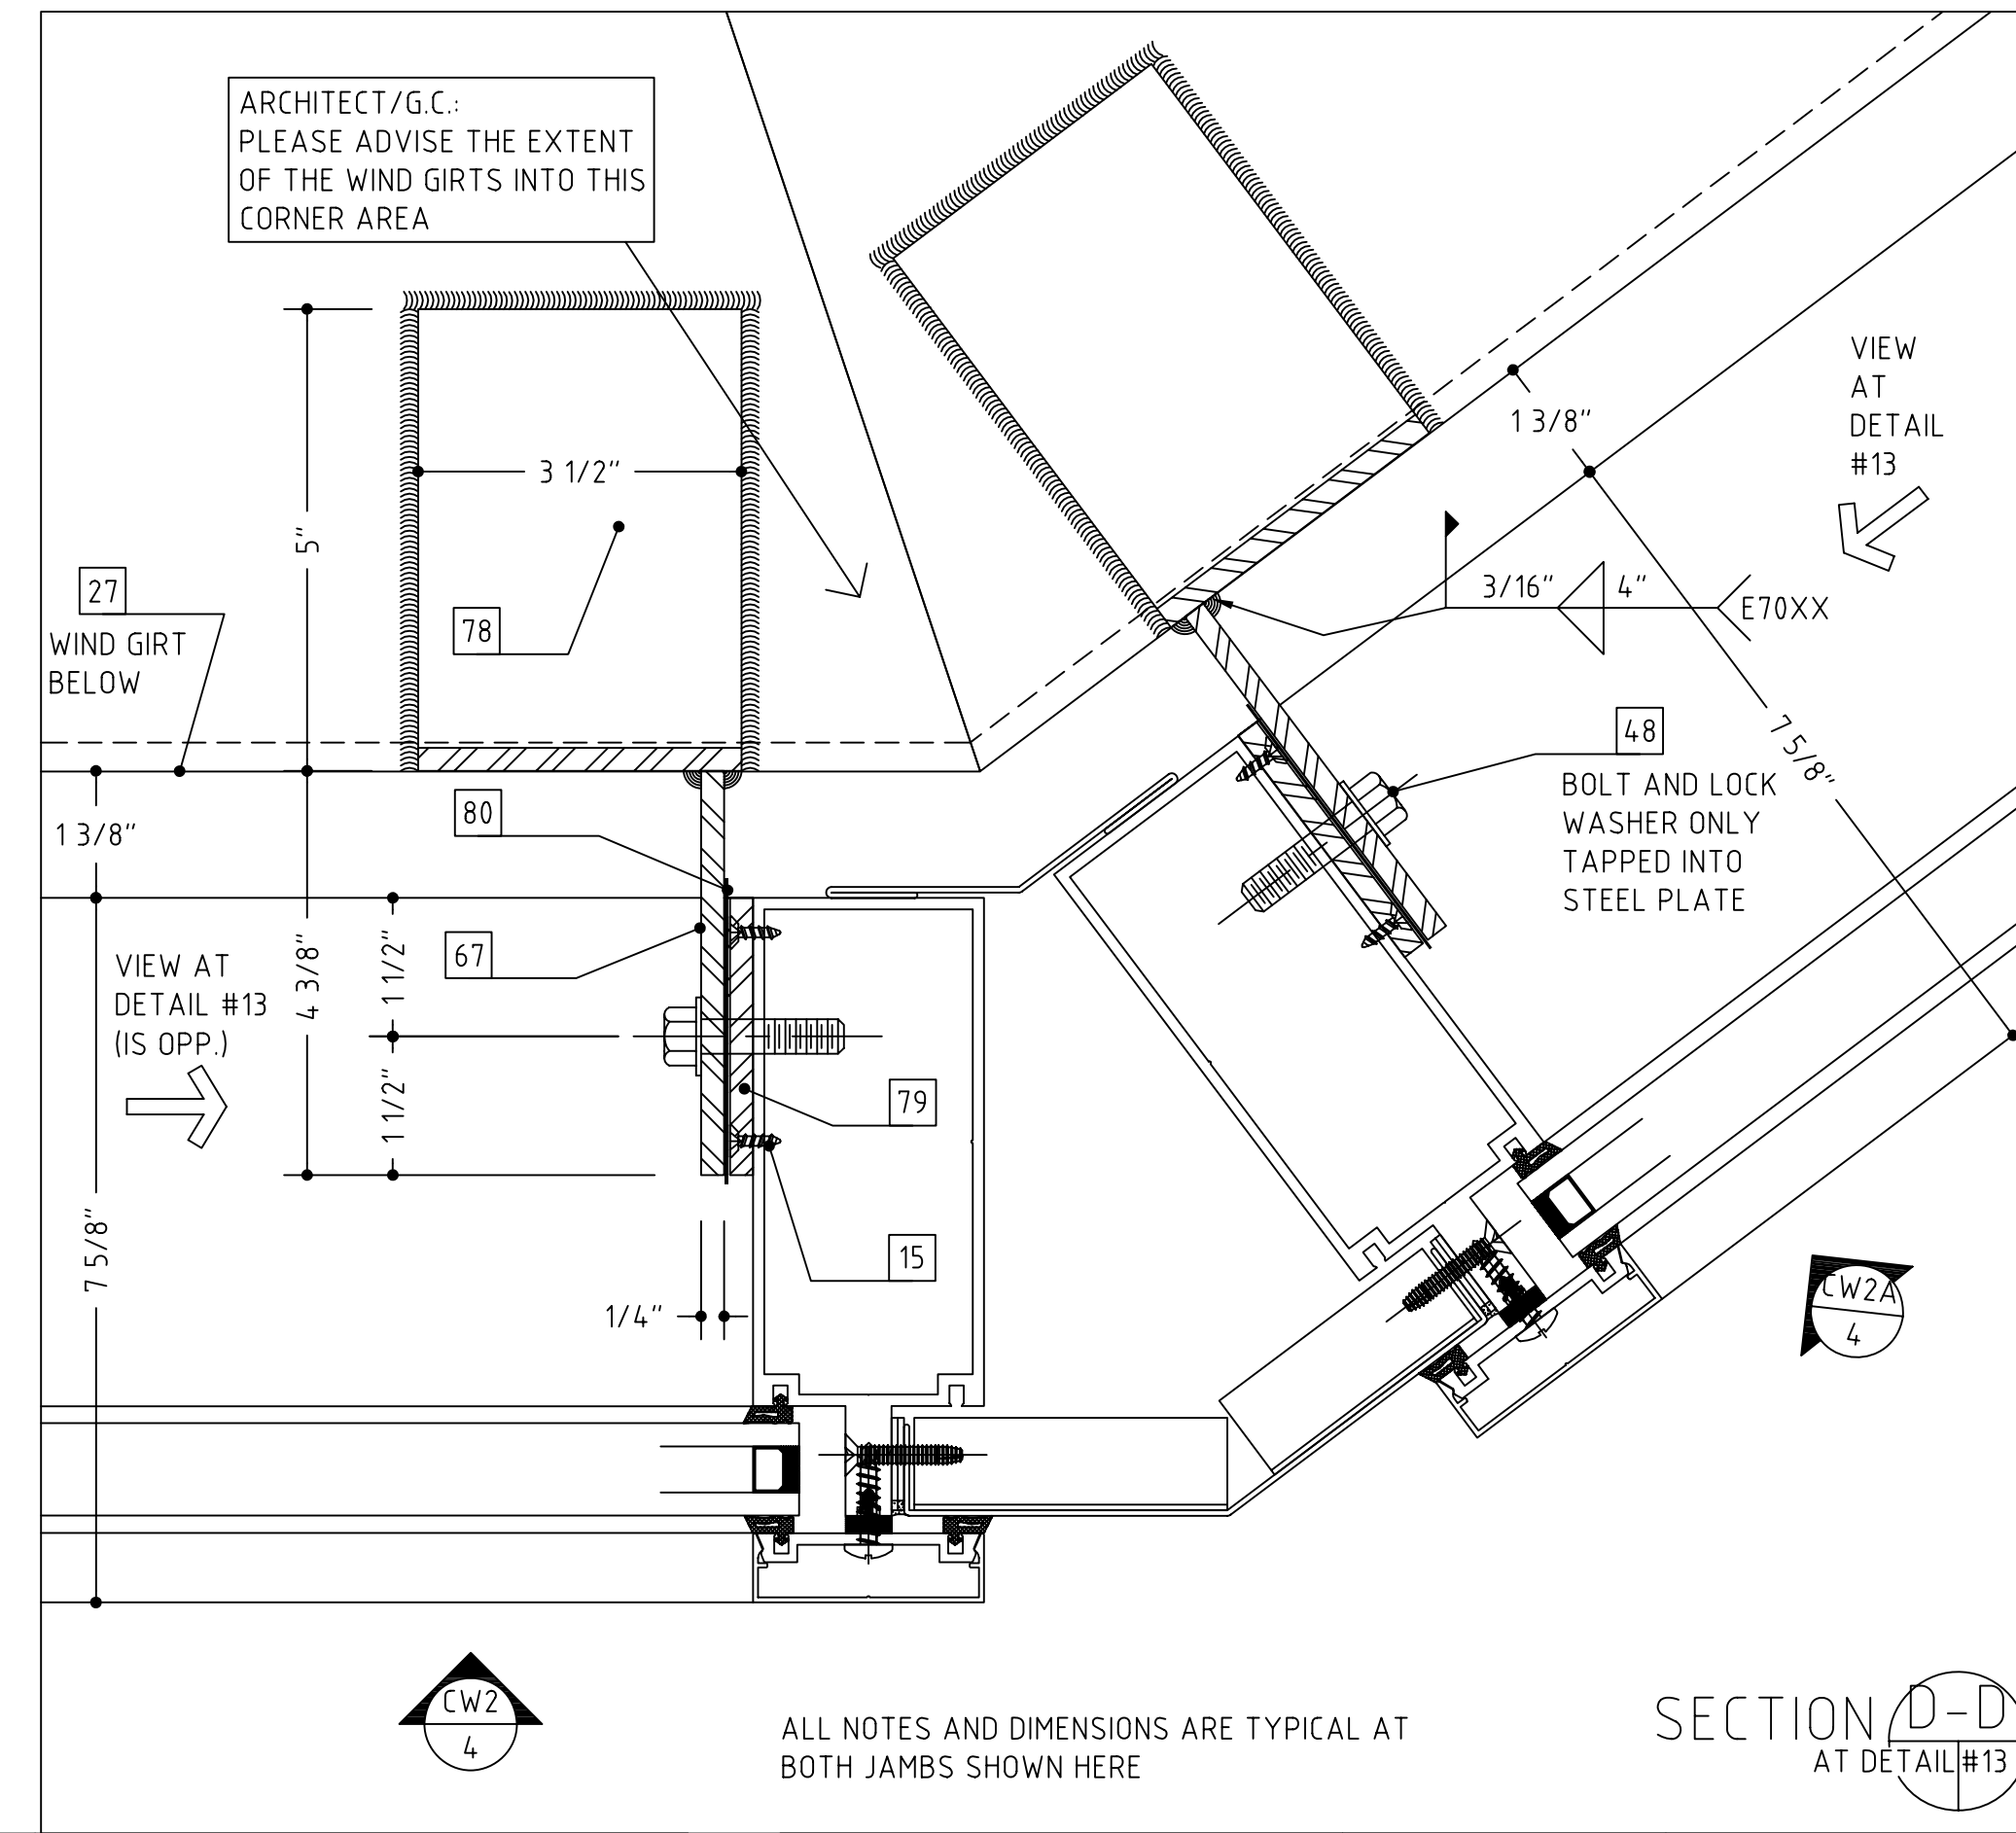 ARCHITECT/G.C.:
PLEASE ADVISE THE EXTENT
OF THE WIND GIRTS INTO THIS
CORNER AREA
VIEW
AT
DETAIL
#13
1 3/8"
3 1/2"
5"
27
WIND GIRT
BELOW
78
3/16"
4"
E70XX
48
BOLT AND LOCK
WASHER ONLY
TAPPED INTO
STEEL PLATE
7 5/8"
80
1 3/8"
67
VIEW AT
DETAIL #13
(IS OPP.)
4 3/8"
1 1/2"
1 1/2"
79
15
7 5/8"
1/4"
CW2A
4
CW2
4
ALL NOTES AND DIMENSIONS ARE TYPICAL AT
BOTH JAMBS SHOWN HERE
SECTION D-D
AT DETAIL #13